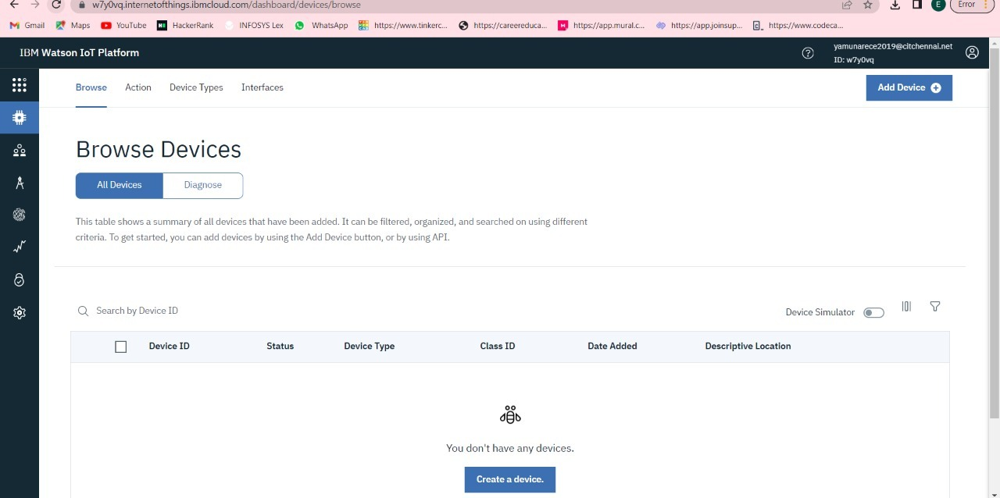 w7y0vq.internetofthings.ibmcloud.com/dashboard/devices/browse
E
Error
Gmail
Maps
YouTube
HackerRank
INFOSYS Lex
WhatsApp
https://www.tinkerc...
https://careereduca...
https://app.mural.c...
https://app.joinsup...
https://www.codeca...
IBM Watson IoT Platform
yamunarece2019@citchennai.net
ID: w7y0vq
Browse
Action
Device Types
Interfaces
Add Device
Browse Devices
All Devices
Diagnose
This table shows a summary of all devices that have been added. It can be filtered, organized, and searched on using different
criteria. To get started, you can add devices by using the Add Device button, or by using API.
Search by Device ID
Device Simulator
Device ID
Status
Device Type
Class ID
Date Added
Descriptive Location
You don't have any devices.
Create a device.